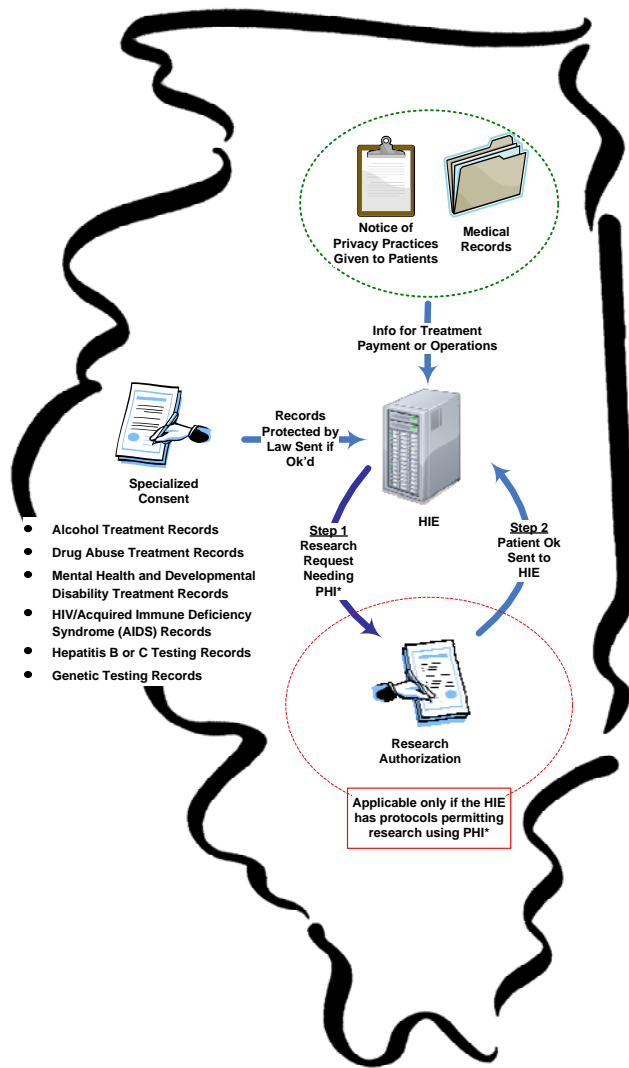 Notice of
Privacy Practices
Given to Patients
Medical
Records
Info for Treatment
Payment or Operations
Records
Protected by
Law Sent if
Ok'd
Specialized
Consent
HIE
• Alcohol Treatment Records
• Drug Abuse Treatment Records
• Mental Health and Developmental
Disability Treatment Records
• HIV/Acquired Immune Deficiency
Syndrome (AIDS) Records
• Hepatitis B or C Testing Records
• Genetic Testing Records
Step 1
Research
Request
Needing
PHI*
Step 2
Patient Ok
Sent to
HIE
Research
Authorization
Applicable only if the HIE
has protocols permitting
research using PHI*